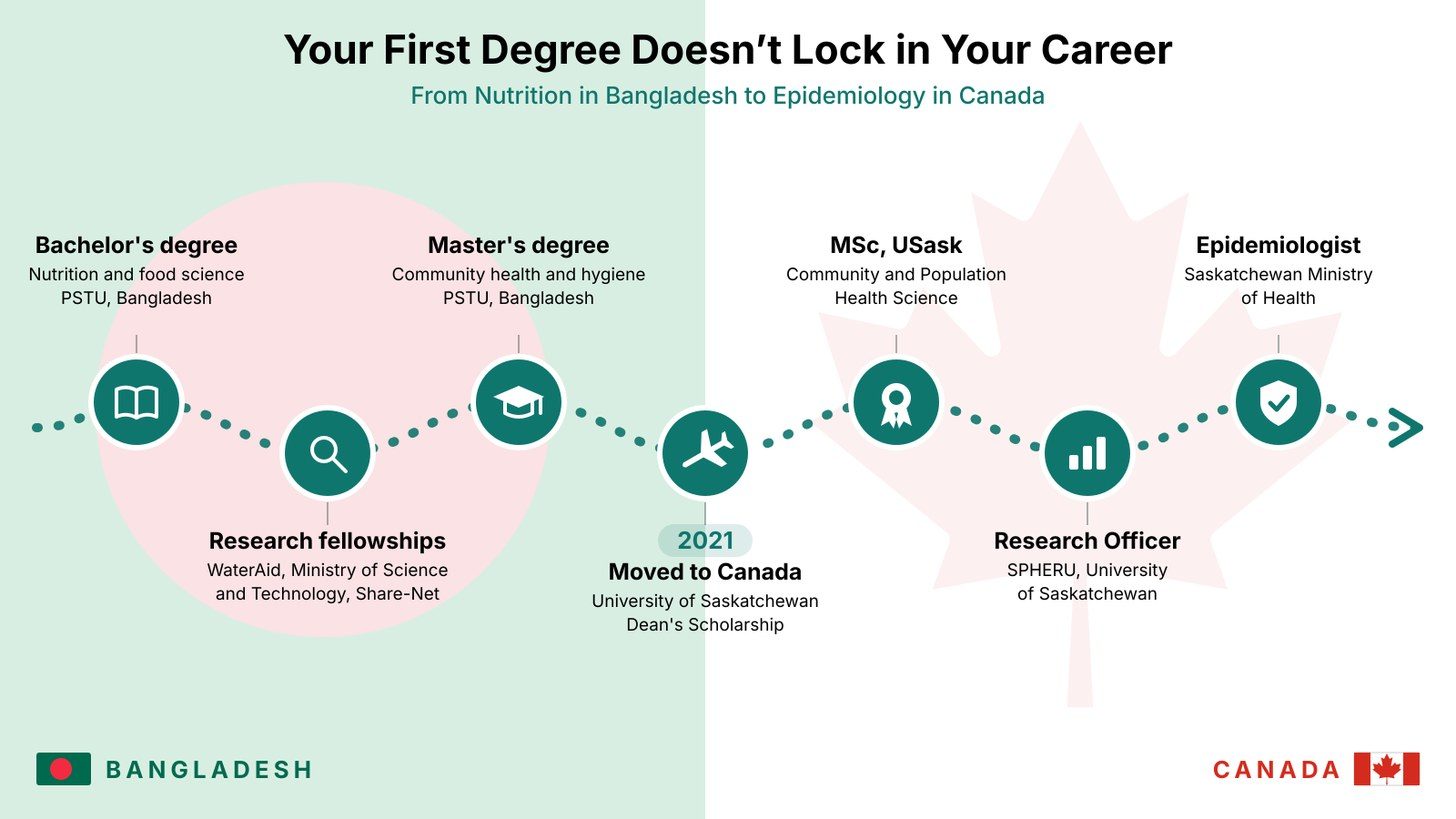 Your First Degree Doesn’t Lock in Your Career
From Nutrition in Bangladesh to Epidemiology in Canada
Bachelor's degree
Nutrition and food science
PSTU, Bangladesh
Research fellowships
WaterAid, Ministry of Science
and Technology, Share-Net
Master's degree
Community health and hygiene
PSTU, Bangladesh
2021
Moved to Canada
University of Saskatchewan
Dean's Scholarship
MSc, USask
Community and Population
Health Science
Research Officer
SPHERU, University
of Saskatchewan
Epidemiologist
Saskatchewan Ministry
of Health
BANGLADESH
CANADA